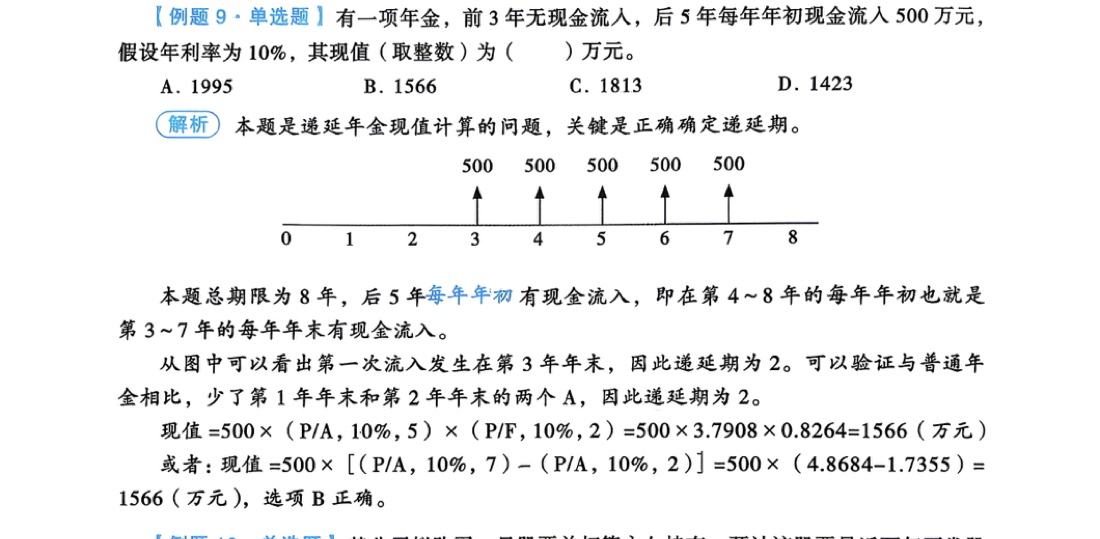 【例题 9·单选题】有一项年金，前 3 年无现金流入，后 5 年每年年初现金流入 500 万元，
假设年利率为 10%，其现值（取整数）为（　　）万元。
A. 1995　B. 1566　C. 1813　D. 1423
解析 本题是递延年金现值计算的问题，关键是正确确定递延期。
500 500 500 500 500
0 1 2 3 4 5 6 7 8
本题总期限为 8 年，后 5 年每年年初有现金流入，即在第 4~8 年的每年年初也就是
第 3~7 年的每年年末有现金流入。
从图中可以看出第一次流入发生在第 3 年年末，因此递延期为 2。可以验证与普通年
金相比，少了第 1 年年末和第 2 年年末的两个 A，因此递延期为 2。
现值 =500×（P/A，10%，5）×（P/F，10%，2）=500×3.7908×0.8264=1566（万元）
或者：现值 =500×［（P/A，10%，7）-（P/A，10%，2）］=500×（4.8684-1.7355）=
1566（万元），选项 B 正确。